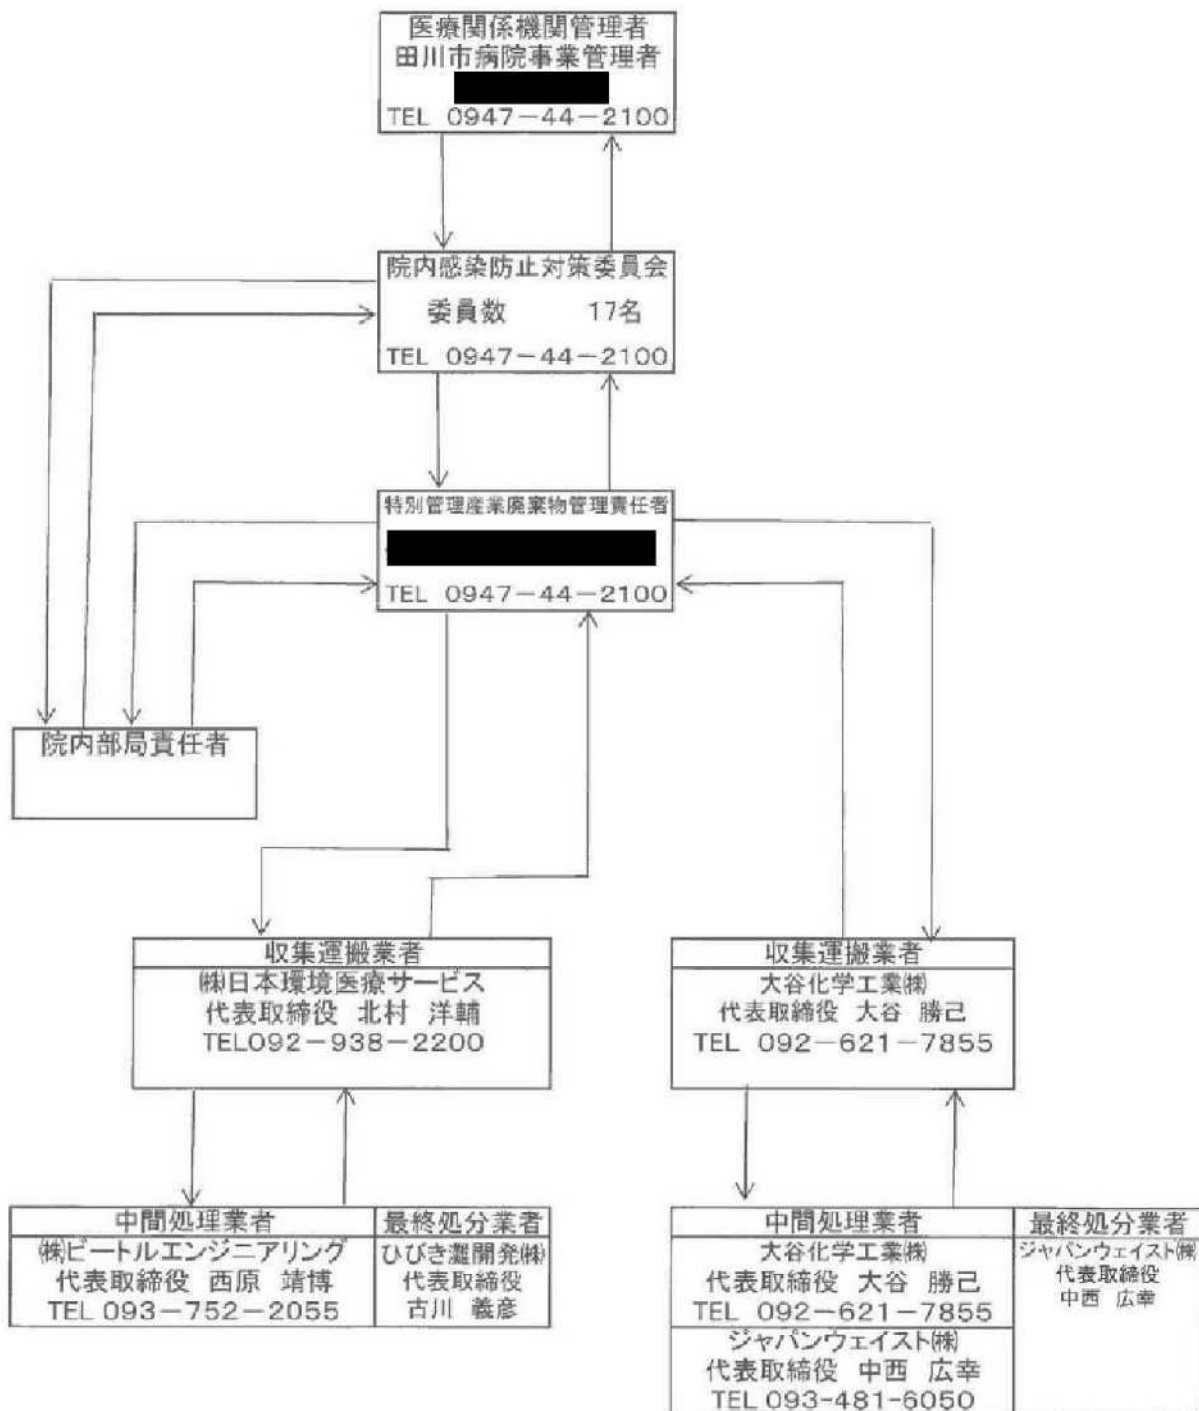 医療関係機関管理者
田川市病院事業管理者
TEL 0947-44-2100
院内感染防止対策委員会
委員数 17名
TEL 0947-44-2100
特別管理産業廃棄物管理責任者
TEL 0947-44-2100
院内部局責任者
収集運搬業者
㈱日本環境医療サービス
代表取締役 北村 洋輔
TEL092-938-2200
収集運搬業者
大谷化学工業㈱
代表取締役 大谷 勝己
TEL 092-621-7855
中間処理業者
㈱ビートルエンジニアリング
代表取締役 西原 靖博
TEL 093-752-2055
最終処分業者
ひびき灘開発㈱
代表取締役
古川 義彦
中間処理業者
大谷化学工業㈱
代表取締役 大谷 勝己
TEL 092-621-7855
ジャパンウェイスト㈱
代表取締役 中西 広幸
TEL 093-481-6050
最終処分業者
ジャパンウェイスト㈱
代表取締役
中西 広幸